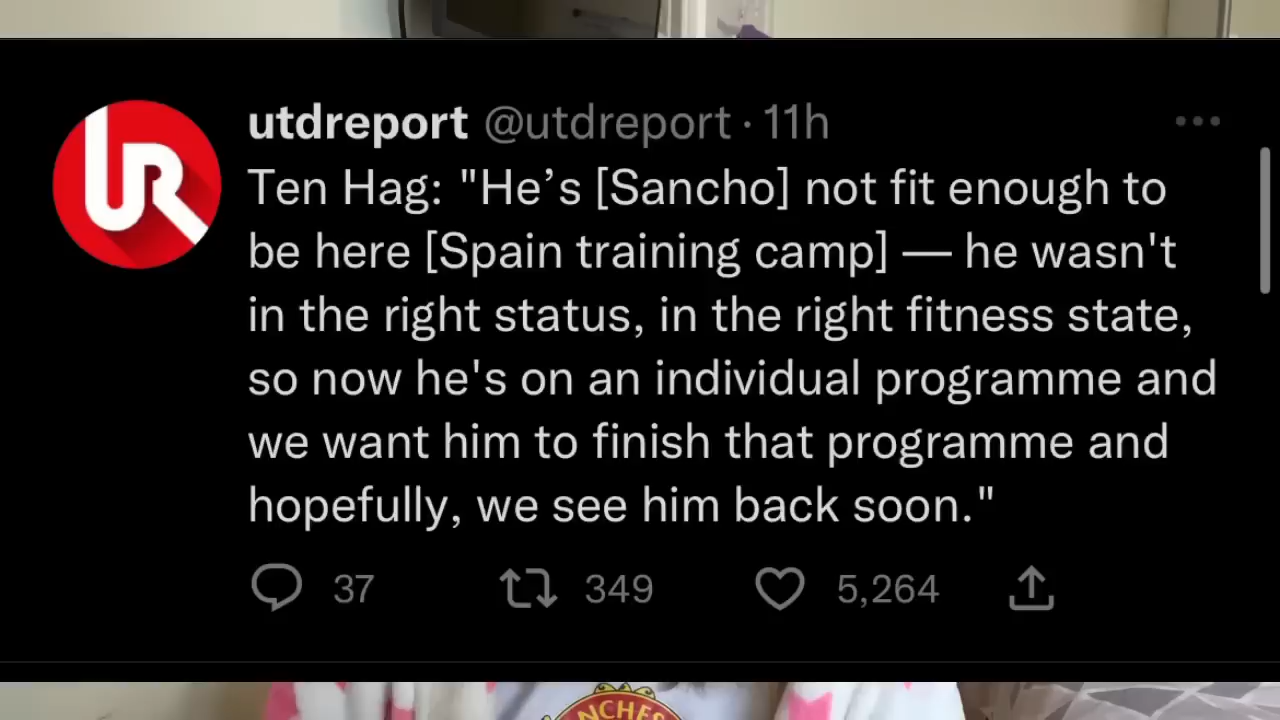 utdreport @utdreport · 11h
Ten Hag: "He’s [Sancho] not fit enough to
be here [Spain training camp] — he wasn't
in the right status, in the right fitness state,
so now he's on an individual programme and
we want him to finish that programme and
hopefully, we see him back soon."
37 349 5,264
NCHES